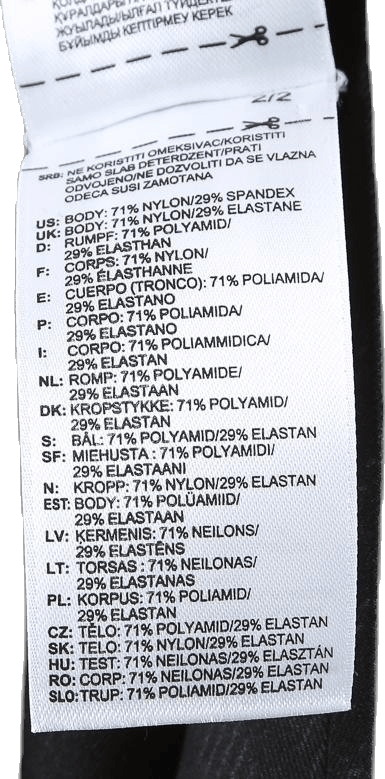 ҚҰРАЛДАРЫ
ЖУЫЛАДЫ/ЫЛҒАЛ ТҮЙДЕКТЕ
БҰЙЫМДЫ КЕПТІРМЕУ КЕРЕК
2/2
SRB: NE KORISTITI OMEKSIVAC/KORISTITI
SAMO SLAB DETERDZENT/PRATI
ODVOJENO/NE DOZVOLITI DA SE VLAZNA
ODECA SUSI ZAMOTANA
US: BODY: 71% NYLON/29% SPANDEX
UK: BODY: 71% NYLON/29% ELASTANE
D: RUMPF: 71% POLYAMID/
29% ELASTHAN
F: CORPS: 71% NYLON/
29% ÉLASTHANNE
E: CUERPO (TRONCO): 71% POLIAMIDA/
29% ELASTANO
P: CORPO: 71% POLIAMIDA/
29% ELASTANO
I: CORPO: 71% POLIAMMIDICA/
29% ELASTAN
NL: ROMP: 71% POLYAMIDE/
29% ELASTAAN
DK: KROPSTYKKE: 71% POLYAMID/
29% ELASTAN
S: BÅL: 71% POLYAMID/29% ELASTAN
SF: MIEHUSTA : 71% POLYAMIDI/
29% ELASTAANI
N: KROPP: 71% NYLON/29% ELASTAN
EST: BODY: 71% POLÜAMIID/
29% ELASTAAN
LV: ĶERMENIS: 71% NEILONS/
29% ELASTĒNS
LT: TORSAS : 71% NEILONAS/
29% ELASTANAS
PL: KORPUS: 71% POLIAMID/
29% ELASTAN
CZ: TĚLO: 71% POLYAMID/29% ELASTAN
SK: TELO: 71% NYLON/29% ELASTAN
HU: TEST: 71% NEILONAS/29% ELASZTÁN
RO: CORP: 71% NEILONAS/29% ELASTAN
SLO: TRUP: 71% POLIAMID/29% ELASTAN